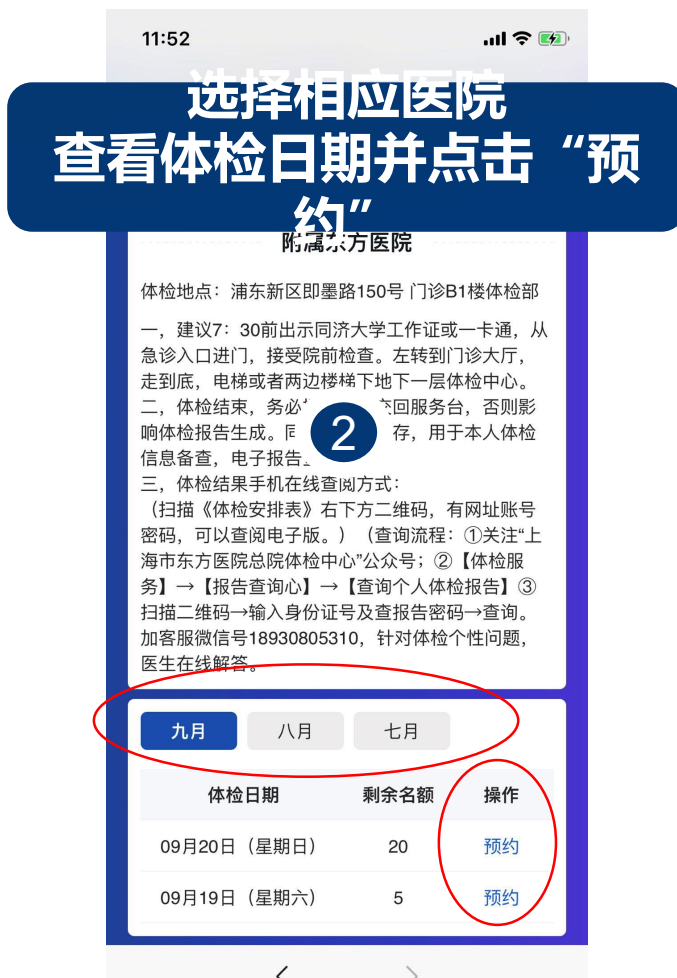 11:52
选择相应医院
查看体检日期并点击“预
约”
附属东方医院
体检地点：浦东新区即墨路150号 门诊B1楼体检部
一，建议7：30前出示同济大学工作证或一卡通，从
急诊入口进门，接受院前检查。左转到门诊大厅，
走到底，电梯或者两边楼梯下地下一层体检中心。
二，体检结束，务必 交回服务台，否则影
响体检报告生成。 存，用于本人体检
信息备查，电子报告
2
三，体检结果手机在线查阅方式：
（扫描《体检安排表》右下方二维码，有网址账号
密码，可以查阅电子版。）（查询流程：①关注“上
海市东方医院总院体检中心”公众号；②【体检服
务】→【报告查询心】→【查询个人体检报告】③
扫描二维码→输入身份证号及查报告密码→查询。
加客服微信号18930805310，针对体检个性问题，
医生在线解答。
九月 八月 七月
体检日期 剩余名额 操作
09月20日（星期日） 20 预约
09月19日（星期六） 5 预约